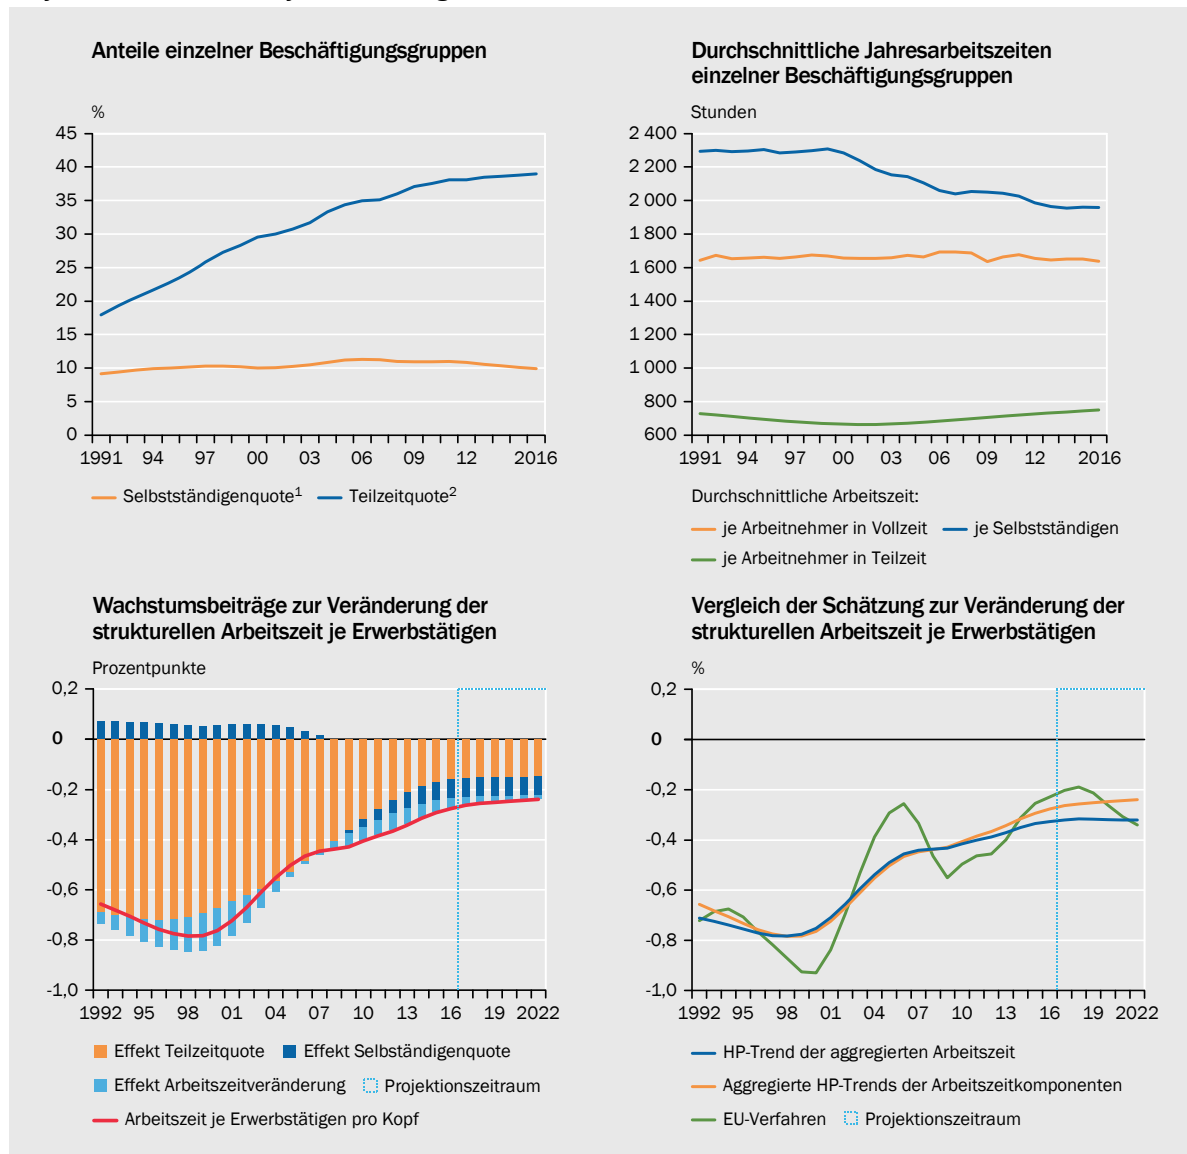 Anteile einzelner Beschäftigungsgruppen
%
45
40
35
30
25
20
15
10
5
0
1991 94 97 00 03 06 09 12 2016
Selbstständigenquote¹ Teilzeitquote²
Durchschnittliche Jahresarbeitszeiten
einzelner Beschäftigungsgruppen
Stunden
2 400
2 200
2 000
1 800
1 600
1 400
1 200
1 000
800
600
1991 94 97 00 03 06 09 12 2016
Durchschnittliche Arbeitszeit:
je Arbeitnehmer in Vollzeit je Selbstständigen
je Arbeitnehmer in Teilzeit
Wachstumsbeiträge zur Veränderung der
strukturellen Arbeitszeit je Erwerbstätigen
Prozentpunkte
0,2
0
-0,2
-0,4
-0,6
-0,8
-1,0
1992 95 98 01 04 07 10 13 16 19 2022
Effekt Teilzeitquote Effekt Selbständigenquote
Effekt Arbeitszeitveränderung Projektionszeitraum
Arbeitszeit je Erwerbstätigen pro Kopf
Vergleich der Schätzung zur Veränderung der
strukturellen Arbeitszeit je Erwerbstätigen
%
0,2
0
-0,2
-0,4
-0,6
-0,8
-1,0
1992 95 98 01 04 07 10 13 16 19 2022
HP-Trend der aggregierten Arbeitszeit
Aggregierte HP-Trends der Arbeitszeitkomponenten
EU-Verfahren Projektionszeitraum